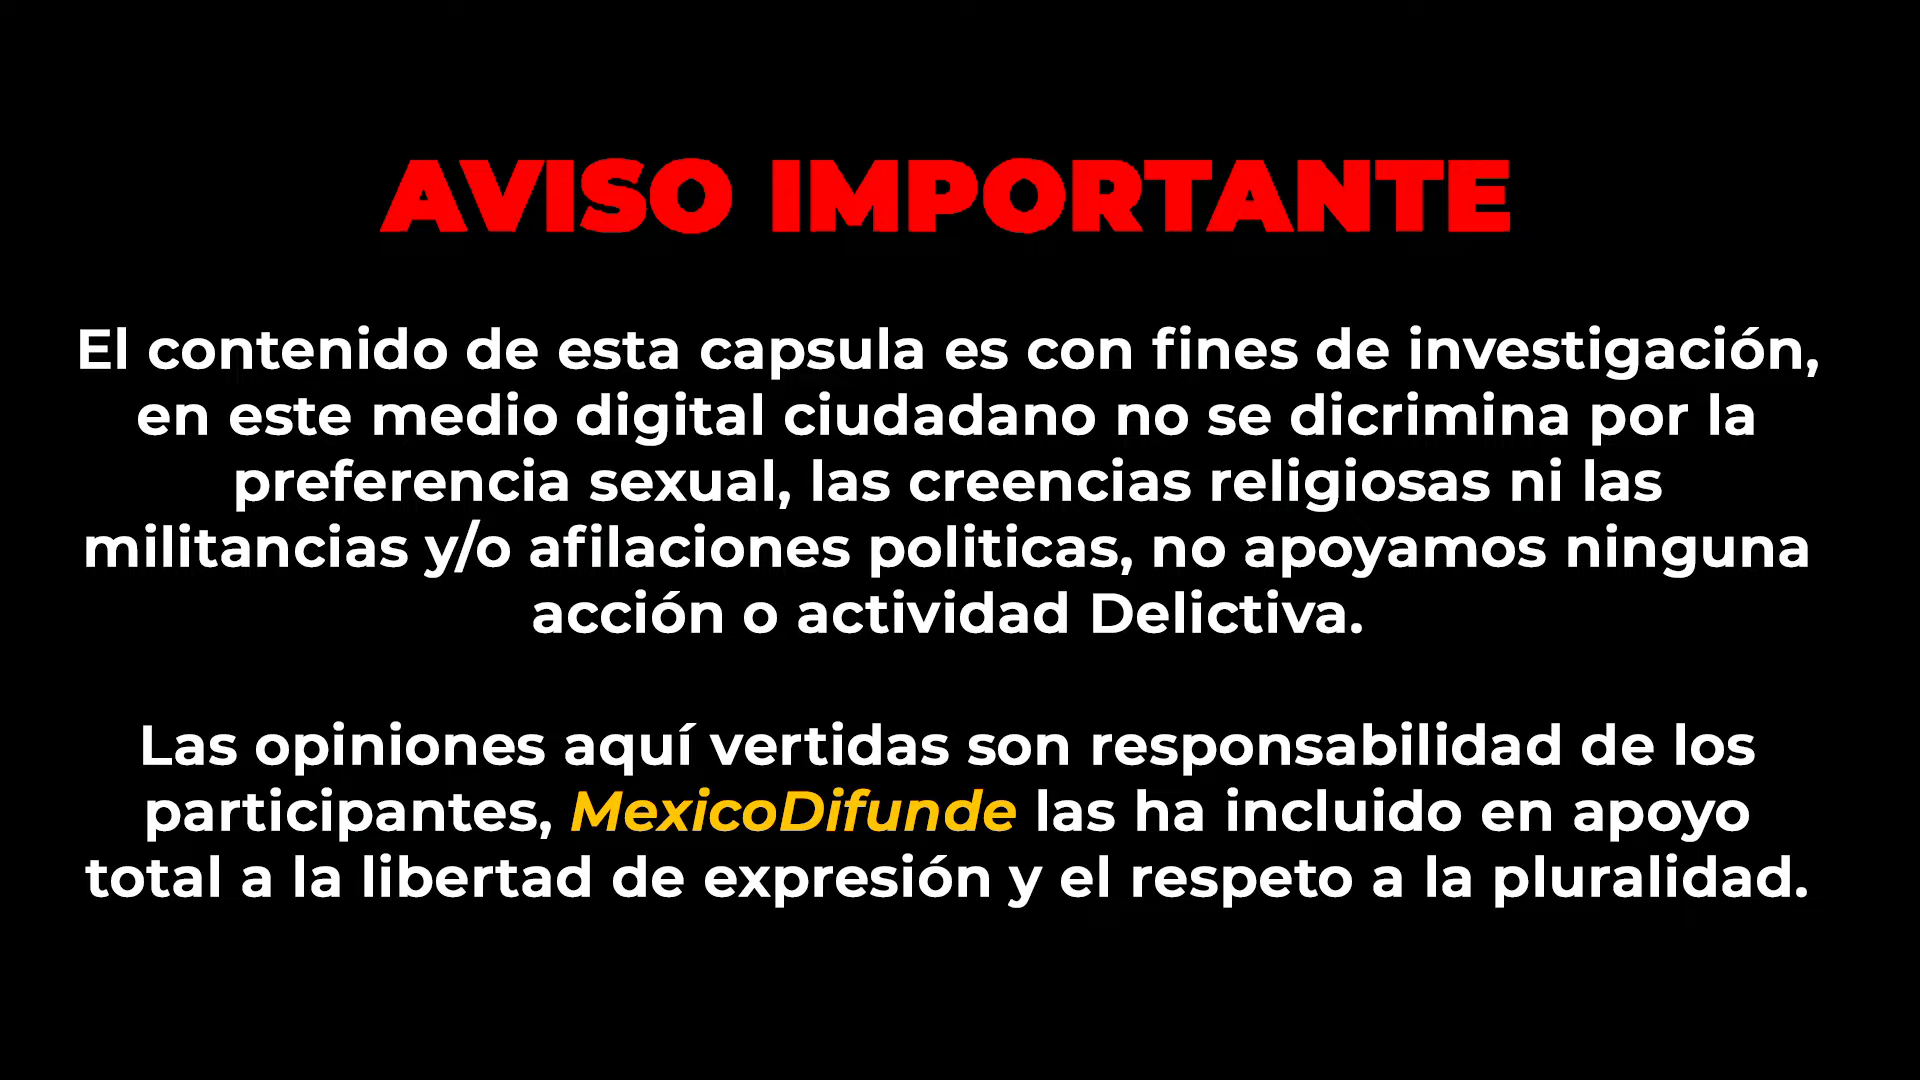 AVISO IMPORTANTE
El contenido de esta capsula es con fines de investigación,
en este medio digital ciudadano no se dicrimina por la
preferencia sexual, las creencias religiosas ni las
militancias y/o afilaciones politicas, no apoyamos ninguna
acción o actividad Delictiva.
Las opiniones aquí vertidas son responsabilidad de los
participantes, MexicoDifunde las ha incluido en apoyo
total a la libertad de expresión y el respeto a la pluralidad.